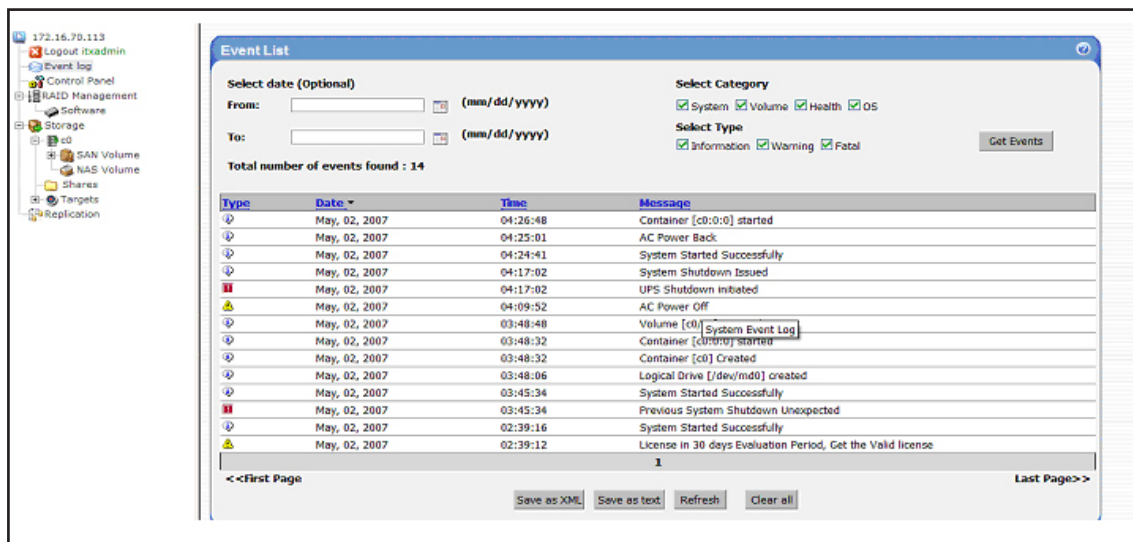 172.16.70.113
Logout itxadmin
Event log
Control Panel
RAID Management
Software
Storage
c0
SAN Volume
NAS Volume
Shares
Targets
Replication
Event List
Select date (Optional)
From: (mm/dd/yyyy)
To: (mm/dd/yyyy)
Total number of events found : 14
Select Category
System Volume Health OS
Select Type
Information Warning Fatal
Get Events
Type Date Time Message
May, 02, 2007 04:26:48 Container [c0:0:0] started
May, 02, 2007 04:25:01 AC Power Back
May, 02, 2007 04:24:41 System Started Successfully
May, 02, 2007 04:17:02 System Shutdown Issued
May, 02, 2007 04:17:02 UPS Shutdown initiated
May, 02, 2007 04:09:52 AC Power Off
May, 02, 2007 03:48:48 Volume [c0/
System Event Log
May, 02, 2007 03:48:32 Container [c0:0:0] started
May, 02, 2007 03:48:32 Container [c0] Created
May, 02, 2007 03:48:06 Logical Drive [/dev/md0] created
May, 02, 2007 03:45:34 System Started Successfully
May, 02, 2007 03:45:34 Previous System Shutdown Unexpected
May, 02, 2007 02:39:16 System Started Successfully
May, 02, 2007 02:39:12 License in 30 days Evaluation Period, Get the Valid license
1
<<First Page Last Page>>
Save as XML Save as text Refresh Clear all